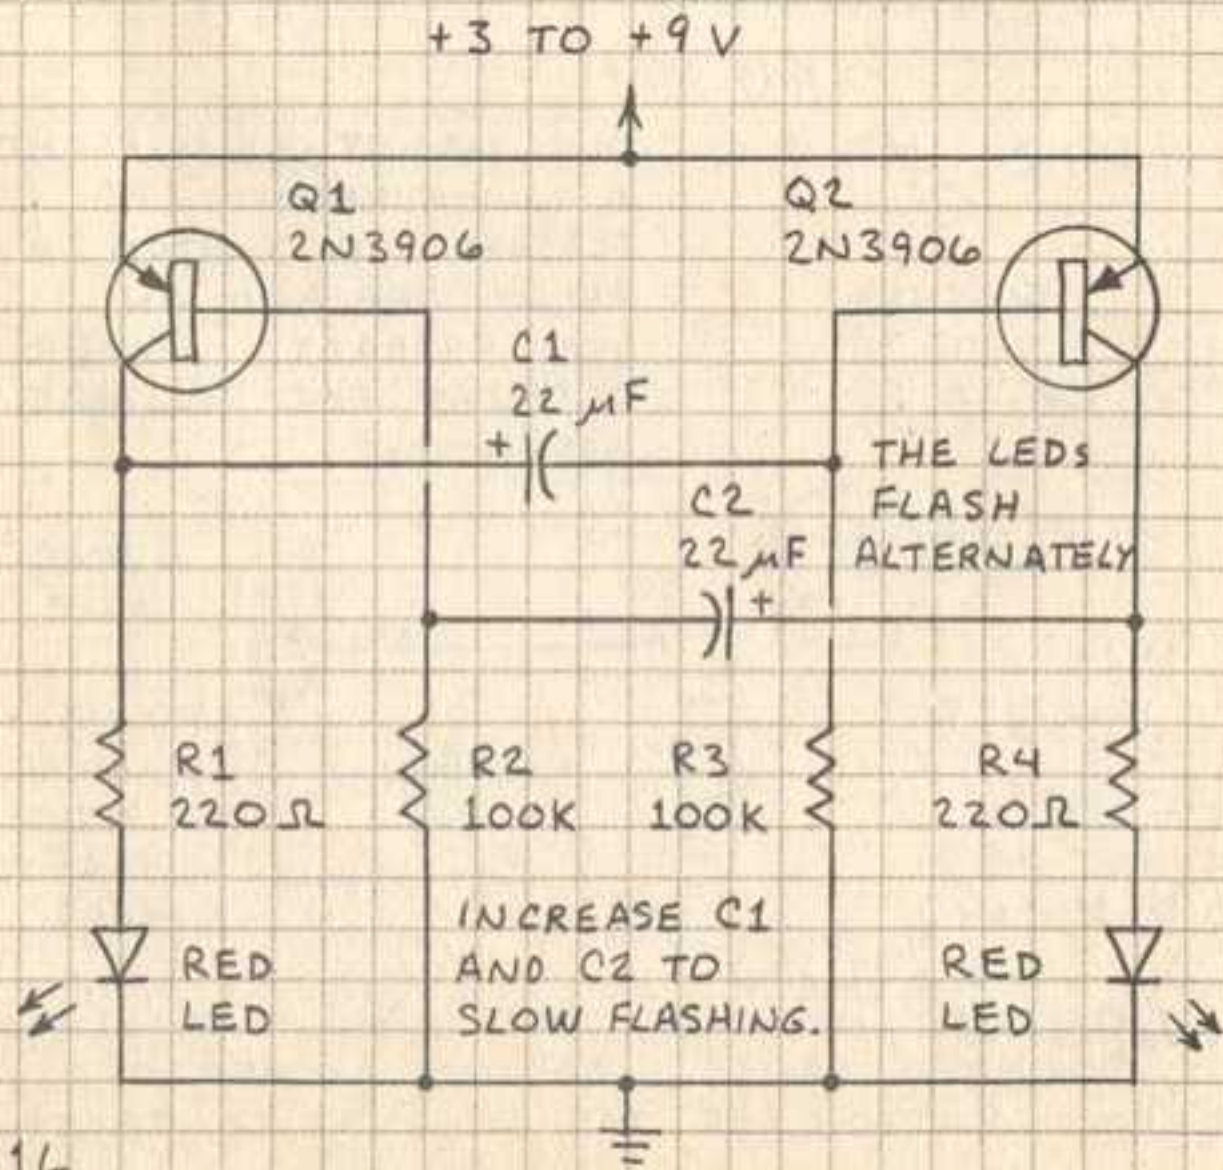 +3 TO +9 V
Q1
2N3906
Q2
2N3906
C1
22 µF
+
THE LEDs
FLASH
ALTERNATELY
C2
22 µF
+
R1
220Ω
R2
100K
R3
100K
R4
220Ω
INCREASE C1
AND C2 TO
SLOW FLASHING.
RED
LED
RED
LED